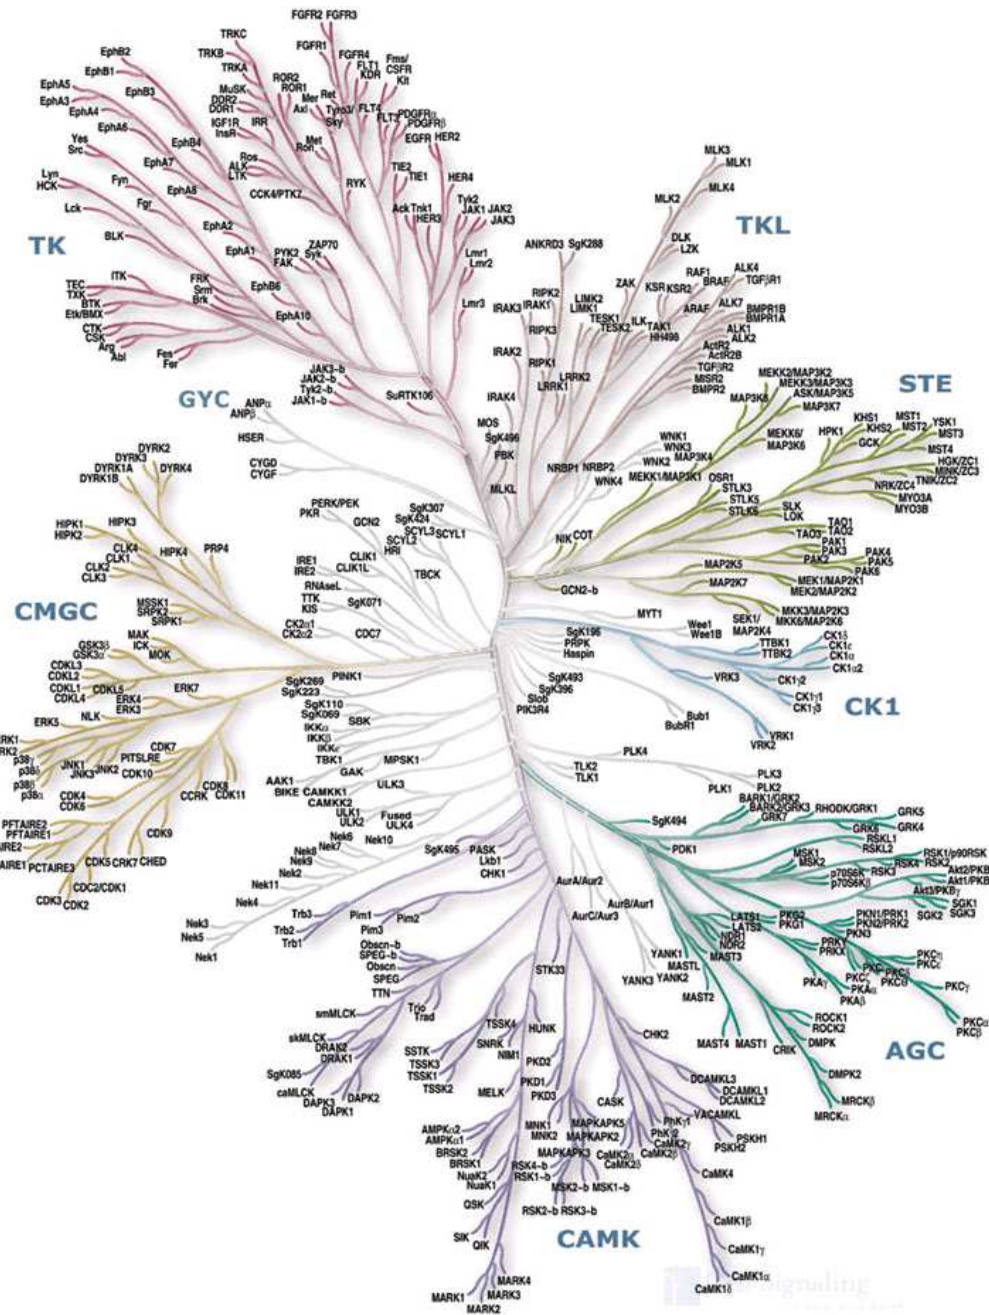 FGFR2 FGFR3
TRKC
FGFR1
TRKB
FGFR4
Fms/
CSFR
EphB2
TRKA
FLT1
KDR
Kit
EphB1
ROR2
ROR1
MuSK
EphA5
EphB3
DDR2
DDR1
Mer
Ret
Axl
Tyro3/
Sky
FLT4
EphA3
EphA4
IGF1R
IRR
InsR
FLT3
PDGFRα
PDGFRβ
EphA6
Met
Ron
EGFR
HER2
Yes
Src
EphB4
Ros
ALK
LTK
EphA7
TIE2
TIE1
HER4
Lyn
HCK
Fyn
EphA8
CCK4/PTK7
RYK
Tyk2
JAK1
JAK2
JAK3
Lck
Fgr
Ack
Tnk1
HER3
EphA2
BLK
ZAP70
TK
EphA1
PYK2
FAK
Syk
Lmr1
Lmr2
ITK
TEC
TXK
BTK
Etk/BMX
FRK
Srm
Brk
EphB6
Lmr3
EphA10
CTK
CSK
Arg
Abl
Fes
Fer
JAK3~b
JAK2~b
Tyk2~b
JAK1~b
SuRTK106
MLK3
MLK1
MLK4
MLK2
TKL
ANKRD3
SgK288
DLK
LZK
ZAK
RAF1
BRAF
KSR
KSR2
ARAF
ALK4
TGFβR1
RIPK2
IRAK3
IRAK1
LIMK2
LIMK1
TESK1
TESK2
ILK
TAK1
HH498
ALK7
BMPR1B
BMPR1A
RIPK3
ALK1
ALK2
ActR2
ActR2B
IRAK2
RIPK1
LRRK2
LRRK1
TGFβR2
MISR2
BMPR2
IRAK4
MOS
SgK496
PBK
MLKL
NRBP1
NRBP2
GYC
ANPα
ANPβ
HSER
CYGD
CYGF
WNK1
WNK3
WNK2
WNK4
STE
MEKK2/MAP3K2
MEKK3/MAP3K3
ASK/MAP3K5
MAP3K8
MAP3K7
MEKK6/
MAP3K6
MAP3K4
MEKK1/MAP3K1
KHS1
KHS2
HPK1
GCK
MST1
MST2
YSK1
MST3
MST4
HGK/ZC1
MINK/ZC3
TNIK/ZC2
NRK/ZC4
MYO3A
MYO3B
OSR1
STLK3
STLK5
STLK6
SLK
LOK
TAO1
TAO2
TAO3
PAK1
PAK3
PAK2
PAK4
PAK5
PAK6
NIK
COT
MAP2K5
MAP2K7
MEK1/MAP2K1
MEK2/MAP2K2
GCN2~b
SEK1/
MAP2K4
MKK3/MAP2K3
MKK6/MAP2K6
DYRK2
DYRK3
DYRK1A
DYRK1B
DYRK4
HIPK1
HIPK2
HIPK3
HIPK4
CLK4
CLK1
CLK2
CLK3
PRP4
CMGC
MSSK1
SRPK2
SRPK1
MAK
ICK
MOK
GSK3β
GSK3α
CDKL3
CDKL2
CDKL1
CDKL4
CDKL5
ERK7
ERK4
ERK3
NLK
ERK5
RK1
RK2
p38γ
p38δ
p38β
p38α
JNK1
JNK3
JNK2
CDK7
PITSLRE
CDK10
CDK4
CDK6
CCRK
CDK8
CDK11
PFTAIRE2
AIRE2
AIRE1
PCTAIRE3
CDK9
CDK5
CRK7
CHED
CDC2/CDK1
CDK3
CDK2
PERK/PEK
PKR
GCN2
SgK307
SgK424
SCYL3
SCYL2
SCYL1
HRI
CLIK1
CLIK1L
IRE1
IRE2
TBCK
RNAseL
TTK
KIS
SgK071
CK2α1
CK2α2
CDC7
PINK1
SgK269
SgK223
SgK110
SgK069
SBK
IKKα
IKKβ
IKKε
TBK1
GAK
MPSK1
AAK1
BIKE
CAMKK1
CAMKK2
ULK3
ULK1
ULK2
Fused
ULK4
Nek6
Nek7
Nek10
Nek8
Nek9
Nek2
Nek11
Nek4
Nek3
Nek5
Nek1
MYT1
Wee1
Wee1B
SgK196
PRPK
Haspin
TTBK1
TTBK2
CK1δ
CK1ε
CK1α
CK1α2
VRK3
CK1γ2
CK1γ1
CK1γ3
CK1
VRK1
VRK2
SgK493
SgK396
Slob
PIK3R4
Bub1
BubR1
PLK4
TLK2
TLK1
PLK3
PLK1
PLK2
SgK494
BARK1/GRK2
BARK2/GRK3
RHODK/GRK1
GRK5
GRK7
GRK6
GRK4
PDK1
RSKL1
RSKL2
MSK1
MSK2
RSK1/p90RSK
RSK4
RSK2
RSK3
p70S6K
p70S6Kβ
Akt2/PKB
Akt1/PKB
Akt3/PKBγ
SGK1
SGK2
SGK3
LATS1
LATS2
NDR1
NDR2
PKG2
PKG1
PKN1/PRK1
PKN2/PRK2
PKN3
PRKY
PRKX
MAST3
YANK1
MASTL
YANK2
YANK3
MAST2
PKAγ
PKAα
PKAβ
PKCζ
PKCι
PKCδ
PKCθ
PKCη
PKCε
PKCγ
PKCα
PKCβ
MAST4
MAST1
CRIK
ROCK1
ROCK2
DMPK
DMPK2
MRCKβ
MRCKα
AGC
SgK495
PASK
Lkb1
CHK1
AurA/Aur2
AurB/Aur1
AurC/Aur3
Trb3
Trb2
Trb1
Pim1
Pim2
Pim3
Obscn~b
SPEG~b
Obscn
SPEG
TTN
STK33
smMLCK
Trio
Trad
skMLCK
DRAK2
DRAK1
SgK085
caMLCK
DAPK3
DAPK2
DAPK1
TSSK4
SSTK
TSSK3
TSSK1
TSSK2
SNRK
NIM1
HUNK
CHK2
PKD2
PKD1
PKD3
MELK
CASK
DCAMKL3
DCAMKL1
DCAMKL2
VACAMKL
MNK1
MNK2
MAPKAPK5
MAPKAPK2
MAPKAPK3
PhKγ1
PhKγ2
PSKH1
PSKH2
AMPKα2
AMPKα1
BRSK2
BRSK1
NuaK2
NuaK1
CaMK2γ
CaMK2α
CaMK2β
CaMK2δ
RSK4~b
RSK1~b
MSK2~b
MSK1~b
RSK2~b
RSK3~b
CaMK4
QSK
SIK
QIK
CAMK
CaMK1β
CaMK1γ
CaMK1α
CaMK1δ
MARK4
MARK3
MARK1
MARK2
Signaling